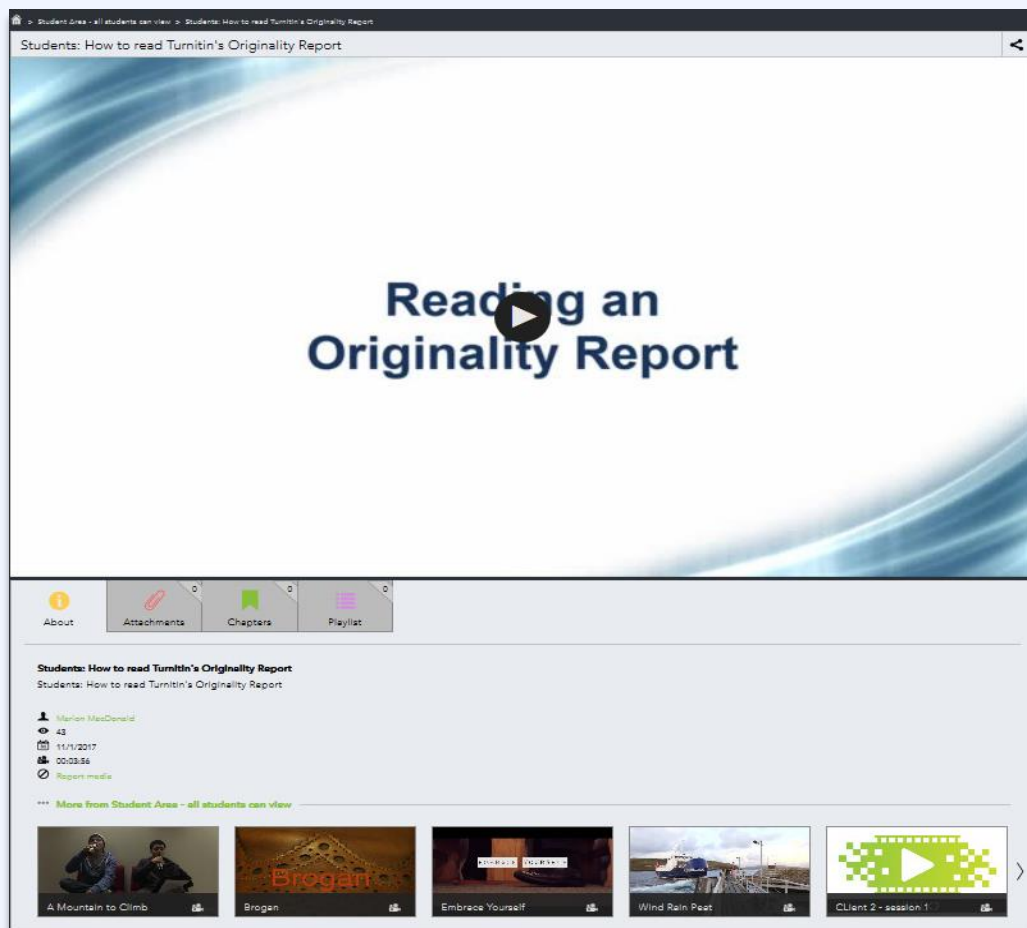 > Student Area - all students can view > Students: How to read Turnitin's Originality Report
Students: How to read Turnitin's Originality Report
Reading an
Originality Report
0
0
0
About
Attachments
Chapters
Playlist
Students: How to read Turnitin's Originality Report
Students: How to read Turnitin's Originality Report
Marion MacDonald
43
11/1/2017
00:03:56
Report media
More from Student Area - all students can view
Brogan
EMBRACE YOURSELF
A Mountain to Climb
Brogan
Embrace Yourself
Wind Rain Peat
CLient 2 - session 1